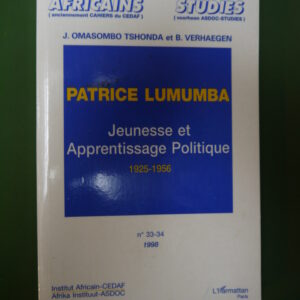 AFRICAINS STUDIES
(anciennement CAHIERS du CEDAF) (voorheen ASDOC-STUDIES)
J. OMASOMBO TSHONDA et B. VERHAEGEN
PATRICE LUMUMBA
Jeunesse et
Apprentissage Politique
1925-1956
n° 33-34
1998
Institut Africain-CEDAF
Afrika Instituut-ASDOC
L'Harmattan
Paris